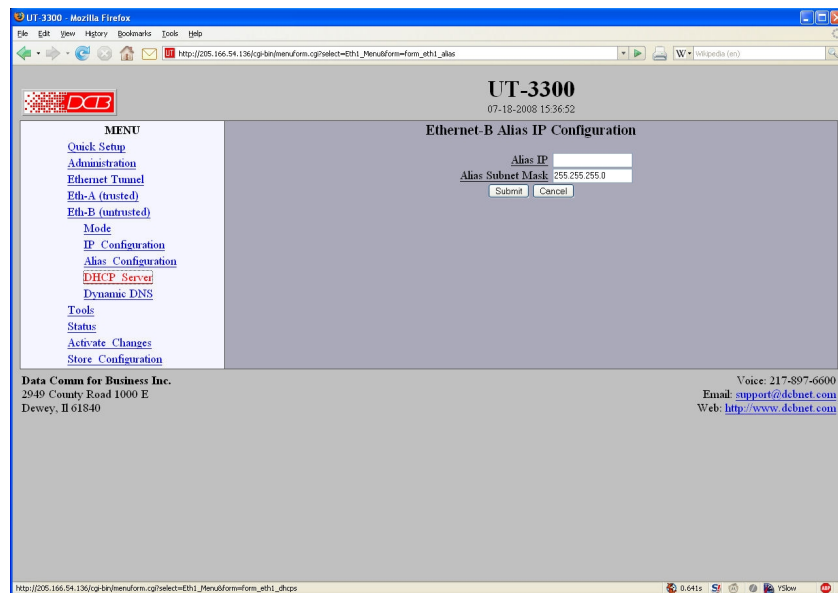 UT-3300 - Mozilla Firefox
File Edit View History Bookmarks Tools Help
UT http://205.166.54.136/cgi-bin/menuform.cgi?select=Eth1_Menu&form=form_eth1_alias
W Wikipedia (en)
DCB
UT-3300
07-18-2008 15:36:52
MENU
Quick Setup
Administration
Ethernet Tunnel
Eth-A (trusted)
Eth-B (untrusted)
Mode
IP Configuration
Alias Configuration
DHCP Server
Dynamic DNS
Tools
Status
Activate Changes
Store Configuration
Ethernet-B Alias IP Configuration
Alias IP
Alias Subnet Mask 255.255.255.0
Submit Cancel
Data Comm for Business Inc.
2949 County Road 1000 E
Dewey, Il 61840
Voice: 217-897-6600
Email: support@dcbnet.com
Web: http://www.dcbnet.com
http://205.166.54.136/cgi-bin/menuform.cgi?select=Eth1_Menu&form=form_eth1_dhcps
0.641s YSlow ABP